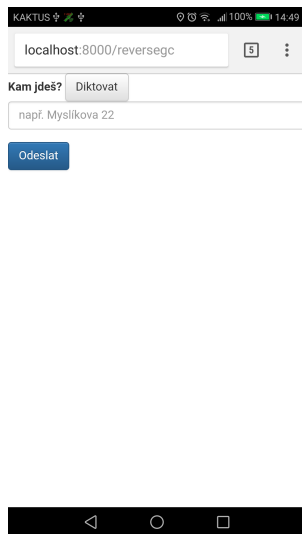 KAKTUS 100% 14:49
localhost:8000/reversegc 5
Kam jdeš? Diktovat
např. Myslíkova 22
Odeslat